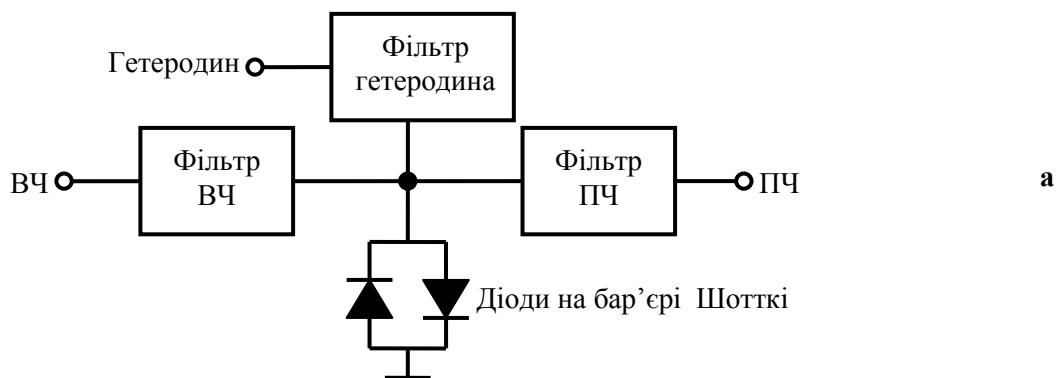 Гетеродин
Фільтр
гетеродина
ВЧ
Фільтр
ВЧ
Фільтр
ПЧ
ПЧ
а
Діоди на бар’єрі Шотткі